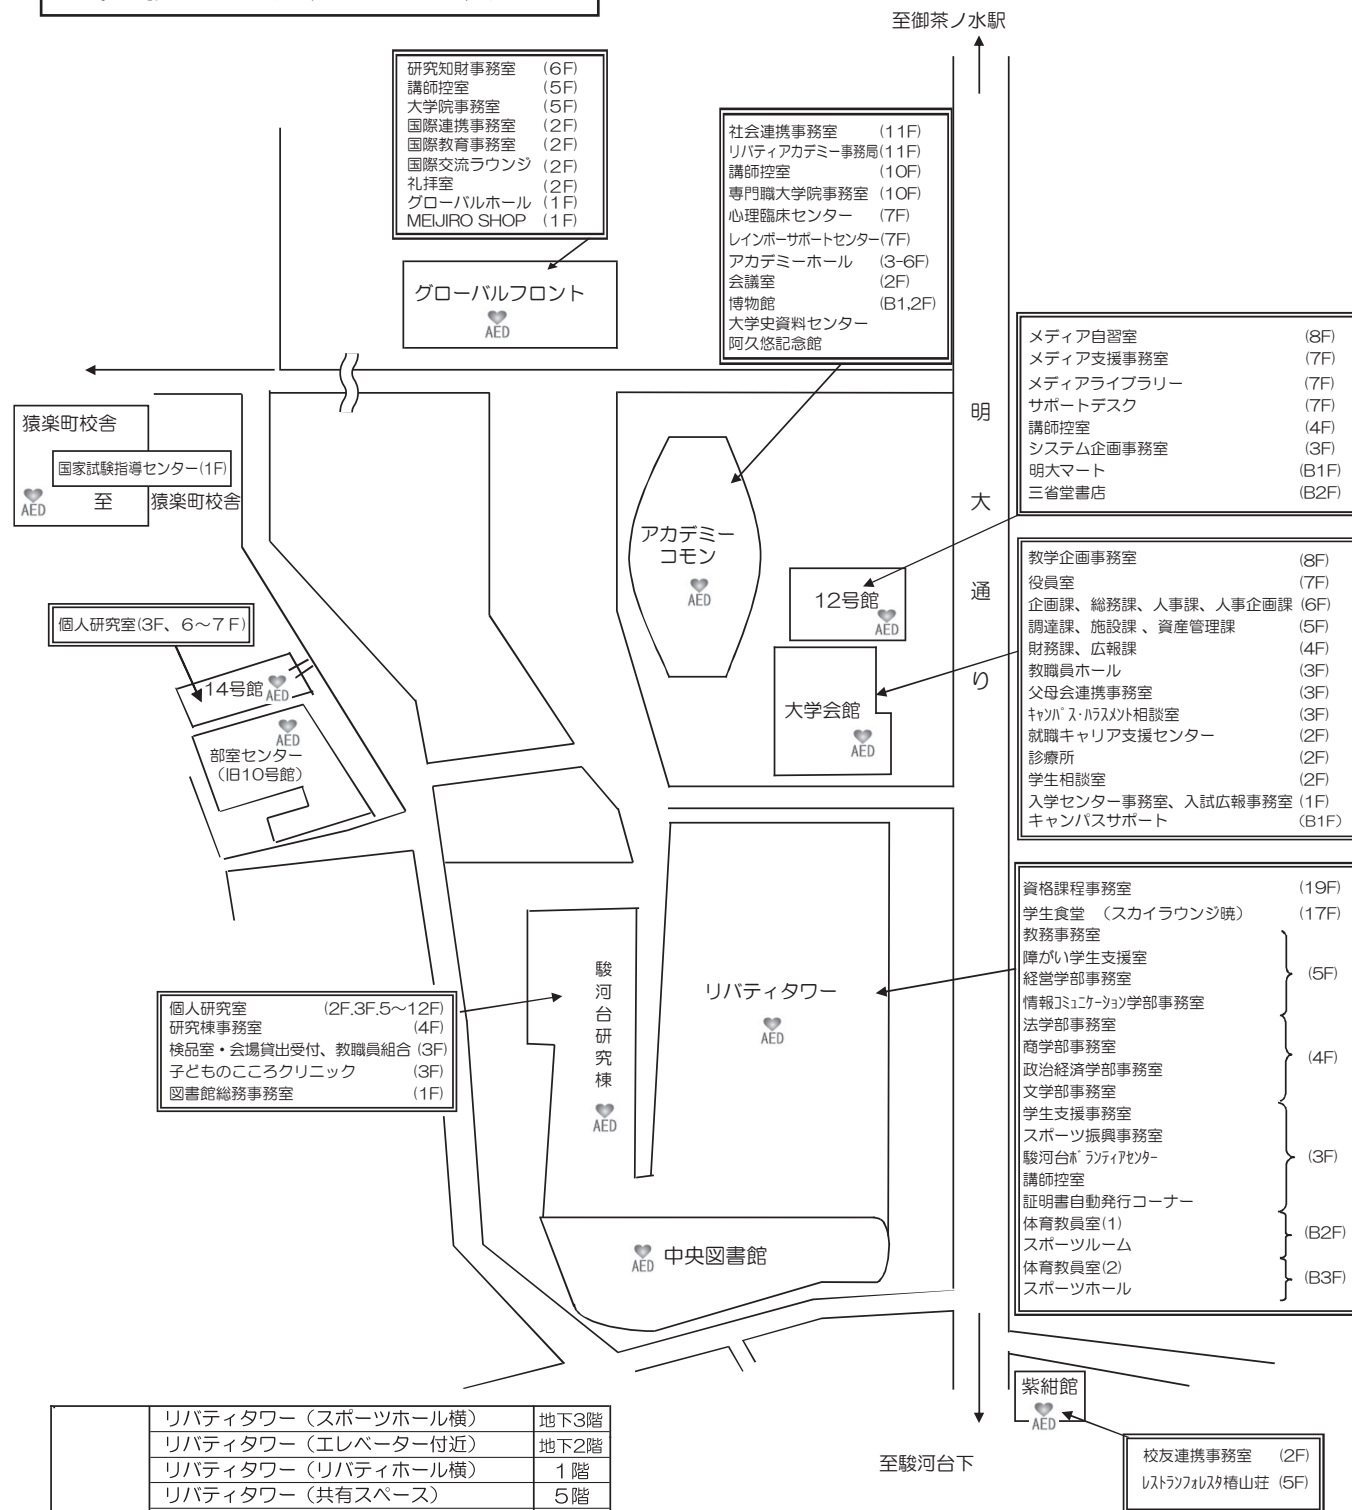 至御茶ノ水駅
研究知財事務室 (6F)
講師控室 (5F)
大学院事務室 (5F)
国際連携事務室 (2F)
国際教育事務室 (2F)
国際交流ラウンジ (2F)
礼拝室 (2F)
グローバルホール (1F)
MEIJIRO SHOP (1F)
グローバルフロント
AED
社会連携事務室 (11F)
リバティアカデミー事務局(11F)
講師控室 (10F)
専門職大学院事務室 (10F)
心理臨床センター (7F)
レインボーサポートセンター(7F)
アカデミーホール (3-6F)
会議室 (2F)
博物館 (B1,2F)
大学史資料センター
阿久悠記念館
明大通り
メディア自習室 (8F)
メディア支援事務室 (7F)
メディアライブラリー (7F)
サポートデスク (7F)
講師控室 (4F)
システム企画事務室 (3F)
明大マート (B1F)
三省堂書店 (B2F)
猿楽町校舎
国家試験指導センター(1F)
AED
至 猿楽町校舎
アカデミー
コモン
AED
12号館
AED
大学会館
AED
教学企画事務室 (8F)
役員室 (7F)
企画課、総務課、人事課、人事企画課 (6F)
調達課、施設課 、資産管理課 (5F)
財務課、広報課 (4F)
教職員ホール (3F)
父母会連携事務室 (3F)
ｷｬﾝﾊﾟｽ・ﾊﾗｽﾒﾝﾄ相談室 (3F)
就職キャリア支援センター (2F)
診療所 (2F)
学生相談室 (2F)
入学センター事務室、入試広報事務室 (1F)
キャンパスサポート (B1F)
個人研究室(3F、6～7F)
14号館
AED
AED
部室センター
（旧10号館）
資格課程事務室 (19F)
学生食堂 （スカイラウンジ暁） (17F)
教務事務室
障がい学生支援室
経営学部事務室
情報ｺﾐｭﾆｹｰｼｮﾝ学部事務室
(5F)
法学部事務室
商学部事務室
政治経済学部事務室
文学部事務室
(4F)
学生支援事務室
スポーツ振興事務室
駿河台ﾎﾞﾗﾝﾃｨｱｾﾝﾀｰ
講師控室
証明書自動発行コーナー
(3F)
体育教員室(1)
スポーツルーム
(B2F)
体育教員室(2)
スポーツホール
(B3F)
個人研究室 (2F.3F.5～12F)
研究棟事務室 (4F)
検品室・会場貸出受付、教職員組合 (3F)
子どものこころクリニック (3F)
図書館総務事務室 (1F)
駿河台研究棟
AED
リバティタワー
AED
AED 中央図書館
紫紺館
AED
校友連携事務室 (2F)
ﾚｽﾄﾗﾝﾌｫﾚｽﾀ椿山荘 (5F)
至駿河台下
リバティタワー（スポーツホール横） 地下3階
リバティタワー（エレベーター付近） 地下2階
リバティタワー（リバティホール横） 1階
リバティタワー（共有スペース） 5階